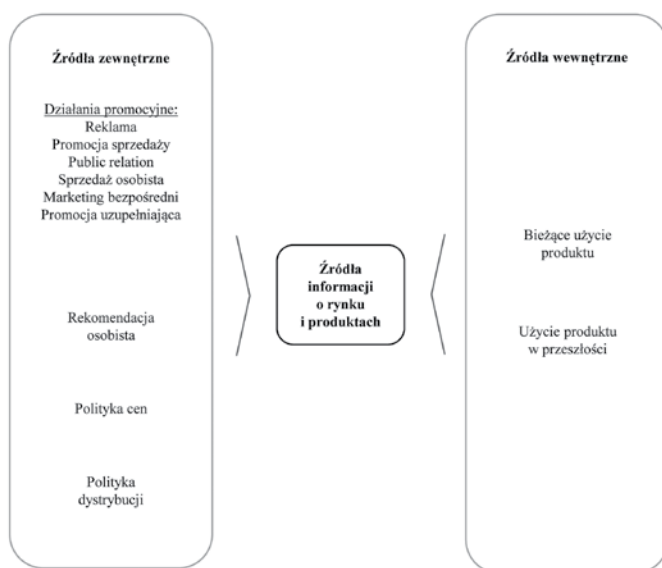 Źródła zewnętrzne
Działania promocyjne:
Reklama
Promocja sprzedaży
Public relation
Sprzedaż osobista
Marketing bezpośredni
Promocja uzupełniająca
Rekomendacja
osobista
Polityka cen
Polityka
dystrybucji
Źródła
informacji
o rynku
i produktach
Źródła wewnętrzne
Bieżące użycie
produktu
Użycie produktu
w przeszłości